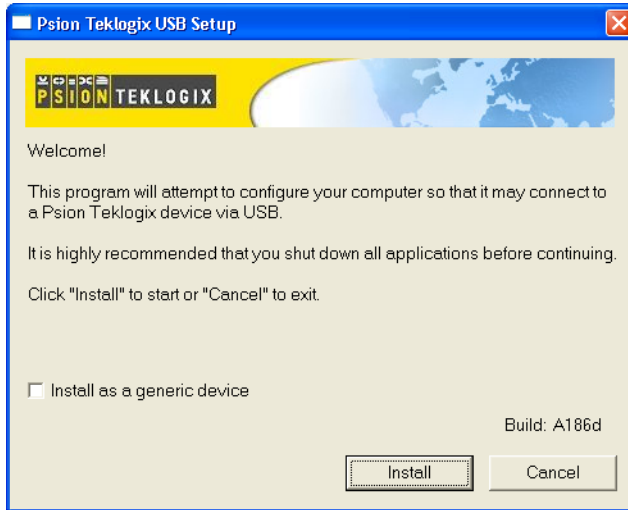 Psion Teklogix USB Setup
PSION TEKLOGIX
Welcome!
This program will attempt to configure your computer so that it may connect to
a Psion Teklogix device via USB.
It is highly recommended that you shut down all applications before continuing.
Click "Install" to start or "Cancel" to exit.
Install as a generic device
Build: A186d
Install
Cancel